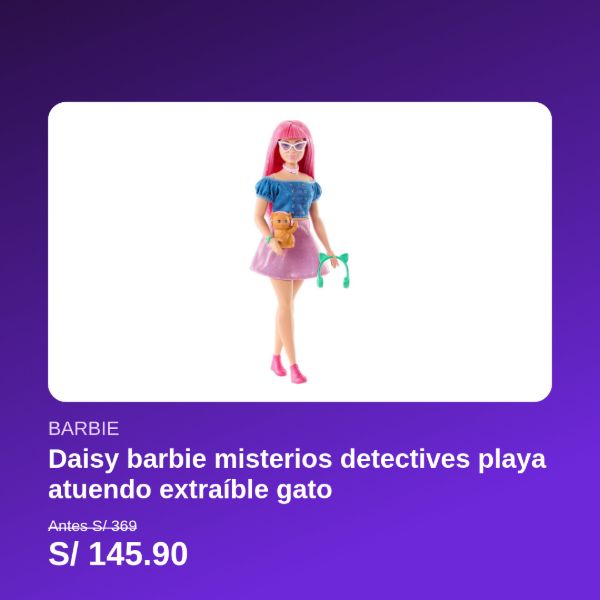 BARBIE
Daisy barbie misterios detectives playa
atuendo extraíble gato
Antes S/ 369
S/ 145.90